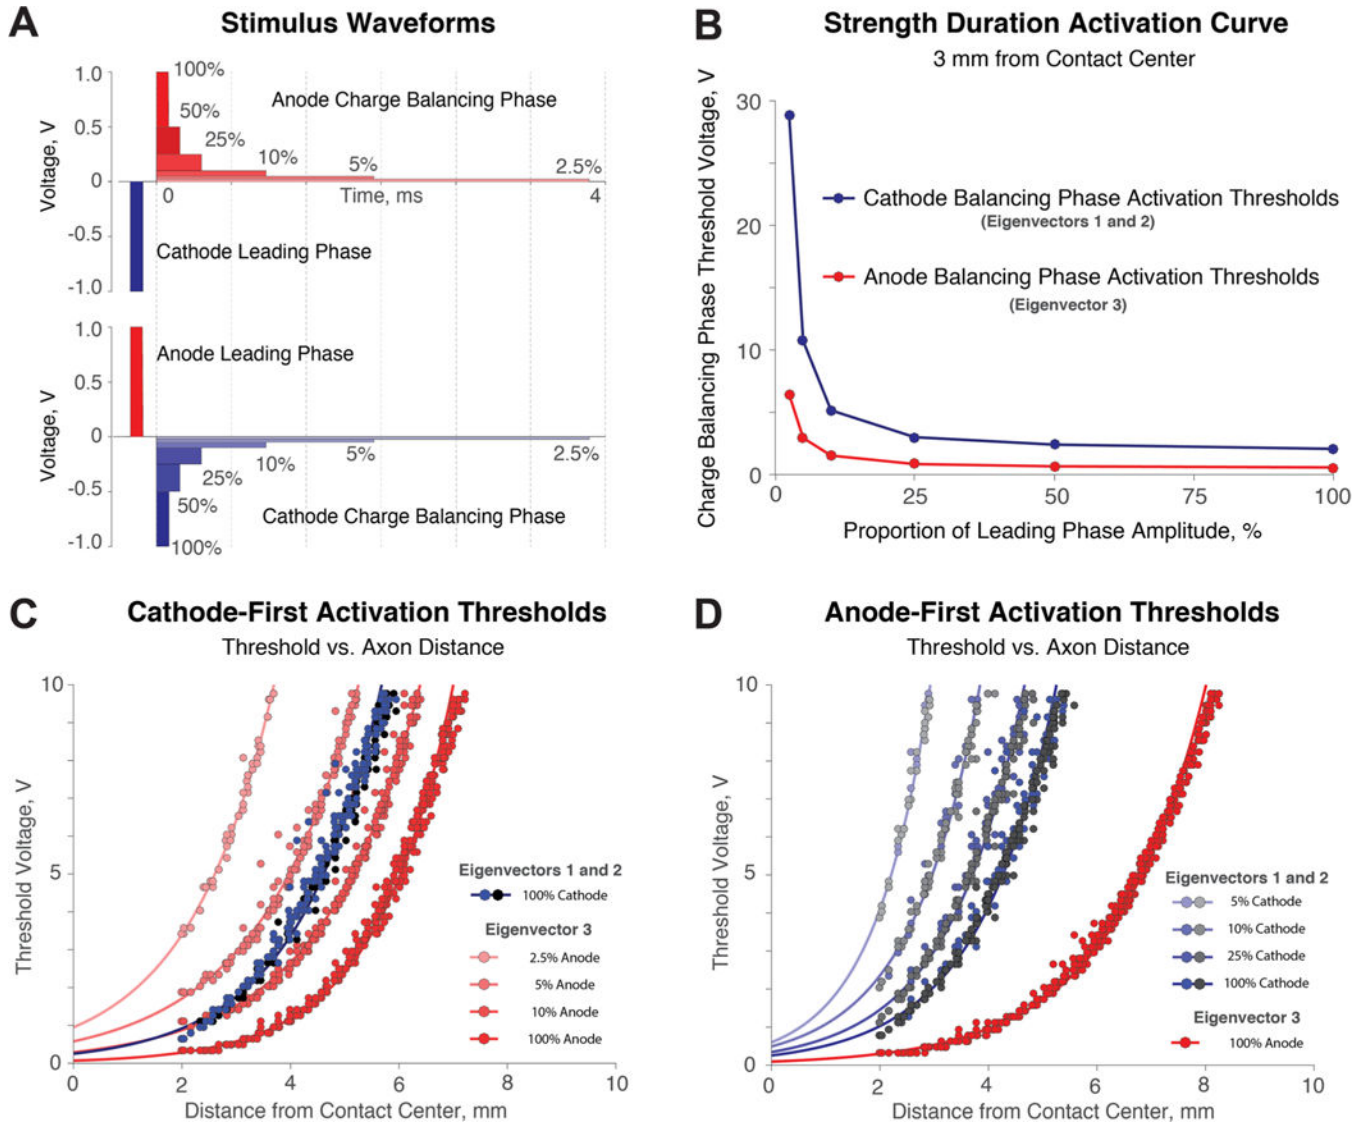 A
Stimulus Waveforms
1.0
0.5
0
-0.5
-1.0
Voltage, V
100%
50%
25%
10%
5%
2.5%
Anode Charge Balancing Phase
0
Time, ms
4
Cathode Leading Phase
1.0
0.5
0
-0.5
-1.0
Voltage, V
Anode Leading Phase
2.5%
5%
10%
25%
50%
100%
Cathode Charge Balancing Phase
B
Strength Duration Activation Curve
3 mm from Contact Center
Charge Balancing Phase Threshold Voltage, V
30
20
10
0
Cathode Balancing Phase Activation Thresholds
(Eigenvectors 1 and 2)
Anode Balancing Phase Activation Thresholds
(Eigenvector 3)
0
25
50
75
100
Proportion of Leading Phase Amplitude, %
C
Cathode-First Activation Thresholds
Threshold vs. Axon Distance
Threshold Voltage, V
10
5
0
Eigenvectors 1 and 2
100% Cathode
Eigenvector 3
2.5% Anode
5% Anode
10% Anode
100% Anode
0
2
4
6
8
10
Distance from Contact Center, mm
D
Anode-First Activation Thresholds
Threshold vs. Axon Distance
Threshold Voltage, V
10
5
0
Eigenvectors 1 and 2
5% Cathode
10% Cathode
25% Cathode
100% Cathode
Eigenvector 3
100% Anode
0
2
4
6
8
10
Distance from Contact Center, mm